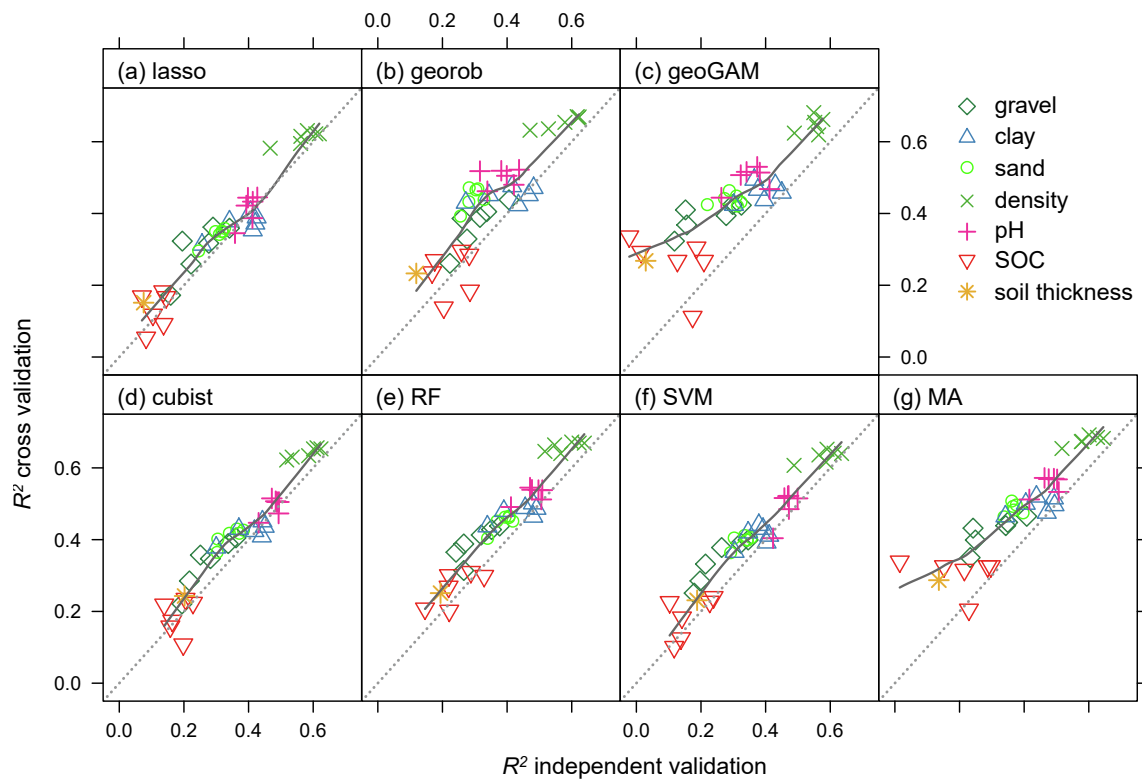 0.0 0.2 0.4 0.6
(a) lasso
(b) georob
(c) geoGAM
gravel
clay
sand
density
pH
SOC
soil thickness
0.6
0.4
0.2
0.0
R² cross validation
(d) cubist
(e) RF
(f) SVM
(g) MA
0.6
0.4
0.2
0.0
0.0 0.2 0.4 0.6
0.0 0.2 0.4 0.6
R² independent validation